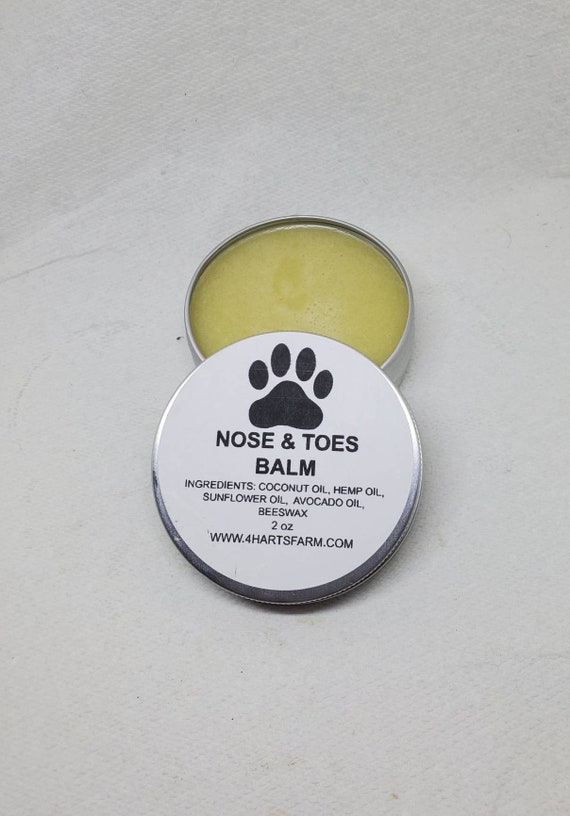 NOSE & TOES
BALM
INGREDIENTS: COCONUT OIL, HEMP OIL,
SUNFLOWER OIL, AVOCADO OIL,
BEESWAX
2 oz
WWW.4HARTSFARM.COM